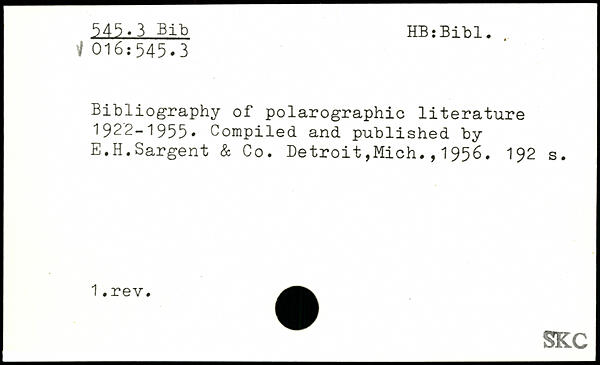 545.3 Bib HB:Bibl.
√ 016:545.3
Bibliography of polarographic literature
1922-1955. Compiled and published by
E.H.Sargent & Co. Detroit,Mich.,1956. 192 s.
1.rev.
SKC